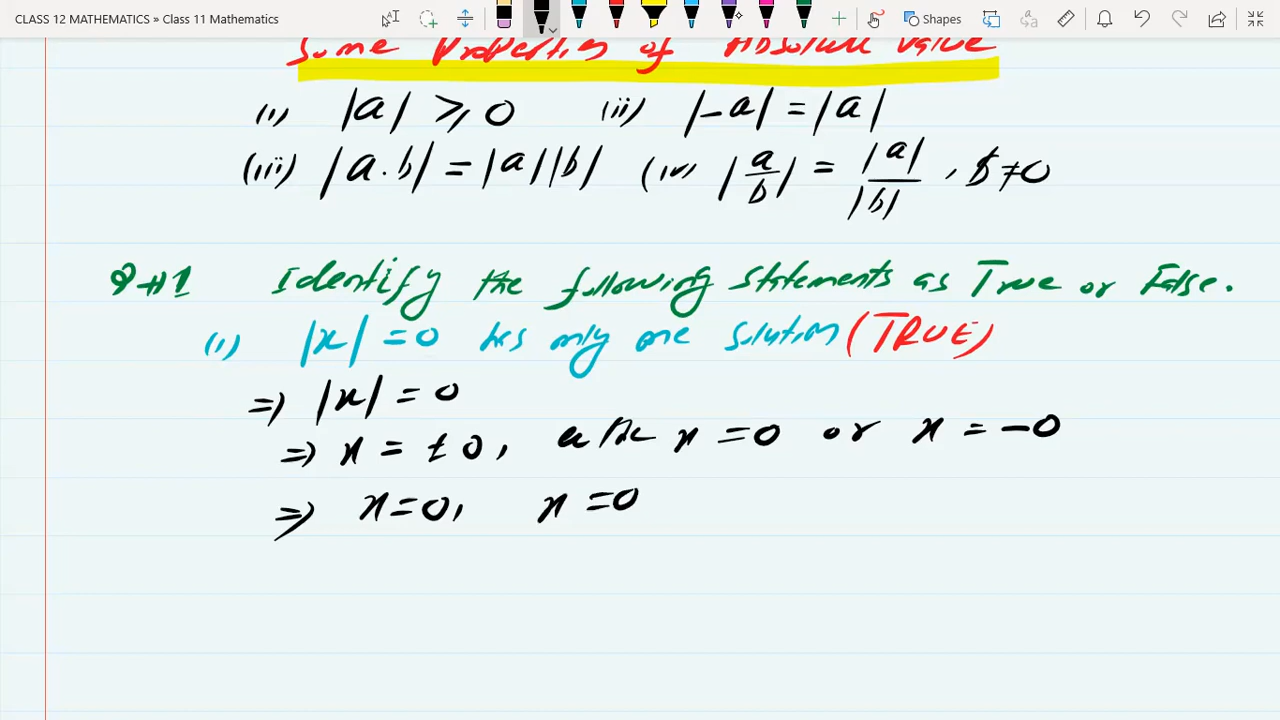 CLASS 12 MATHEMATICS » Class 11 Mathematics Shapes
Some Properties of Absolute Value
(i) |a| ⩾ 0 (ii) |-a| = |a|
(iii) |a.b| = |a||b| (iv) |a/b| = |a|/|b| , b ≠ 0
Q#1 Identify the following statements as True or False.
(i) |x| = 0 has only one solution (TRUE)
=> |x| = 0
=> x = ±0, x = 0 or x = -0
=> x = 0, x = 0